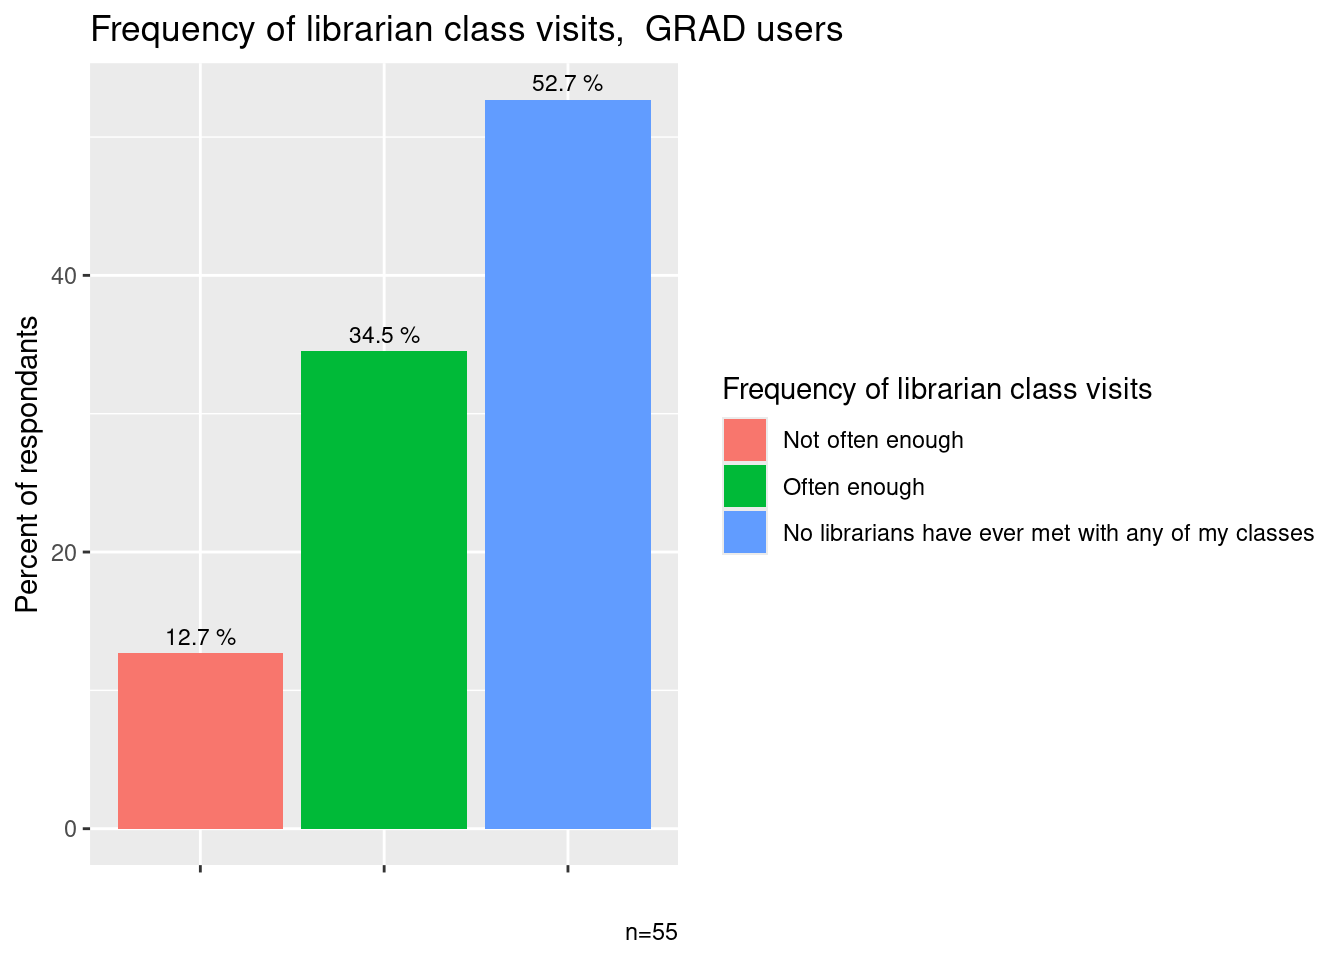 Frequency of librarian class visits,  GRAD users
52.7 %
34.5 %
12.7 %
40
20
0
Percent of respondants
Frequency of librarian class visits
Not often enough
Often enough
No librarians have ever met with any of my classes
n=55